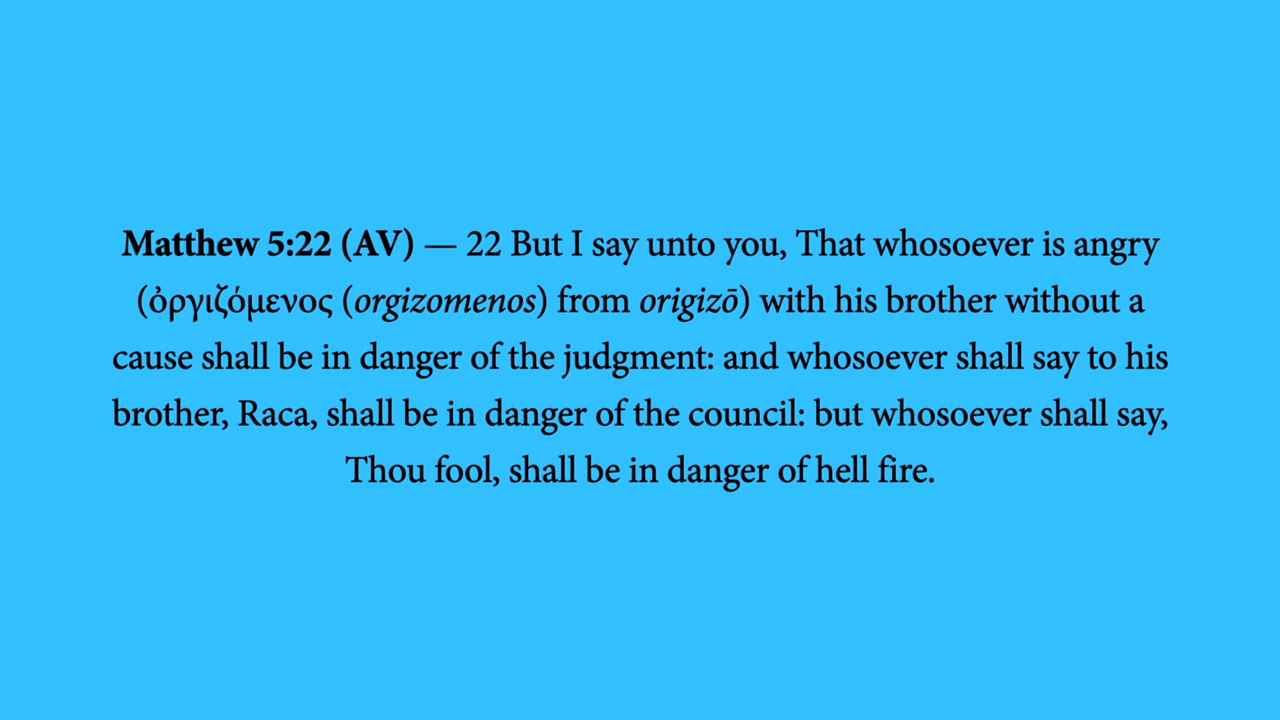 Matthew 5:22 (AV) — 22 But I say unto you, That whosoever is angry
(ὀργιζόμενος (orgizomenos) from origizō) with his brother without a
cause shall be in danger of the judgment: and whosoever shall say to his
brother, Raca, shall be in danger of the council: but whosoever shall say,
Thou fool, shall be in danger of hell fire.